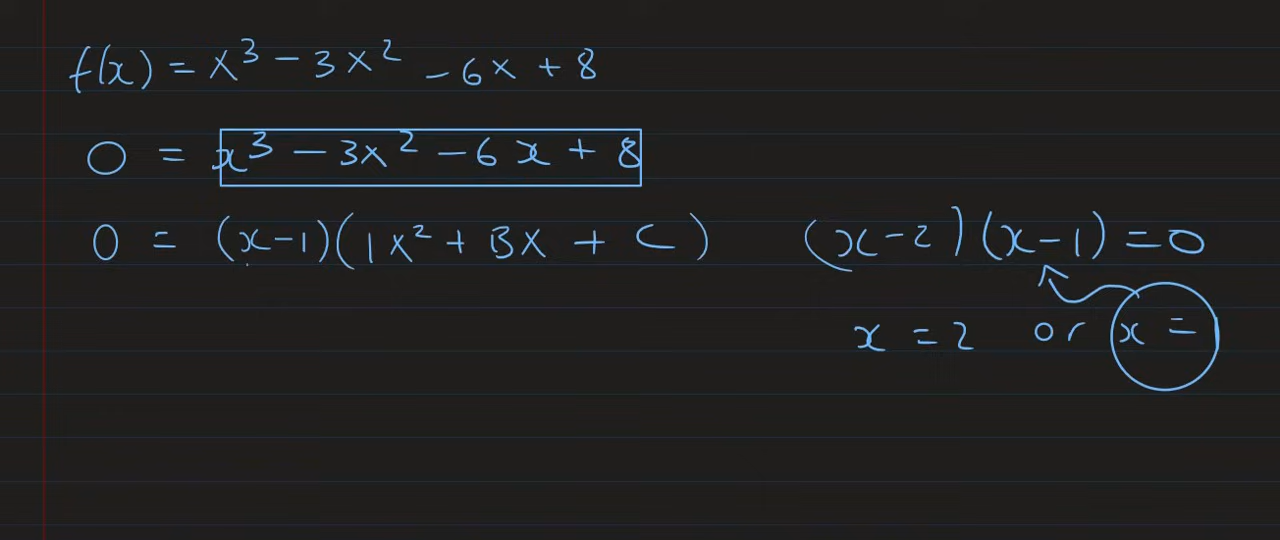 f(x) = x³ - 3x² - 6x + 8
0 = x³ - 3x² - 6x + 8
0 = (x-1)(1x² + Bx + C)
(x-2)(x-1) = 0
x = 2 or x = 1